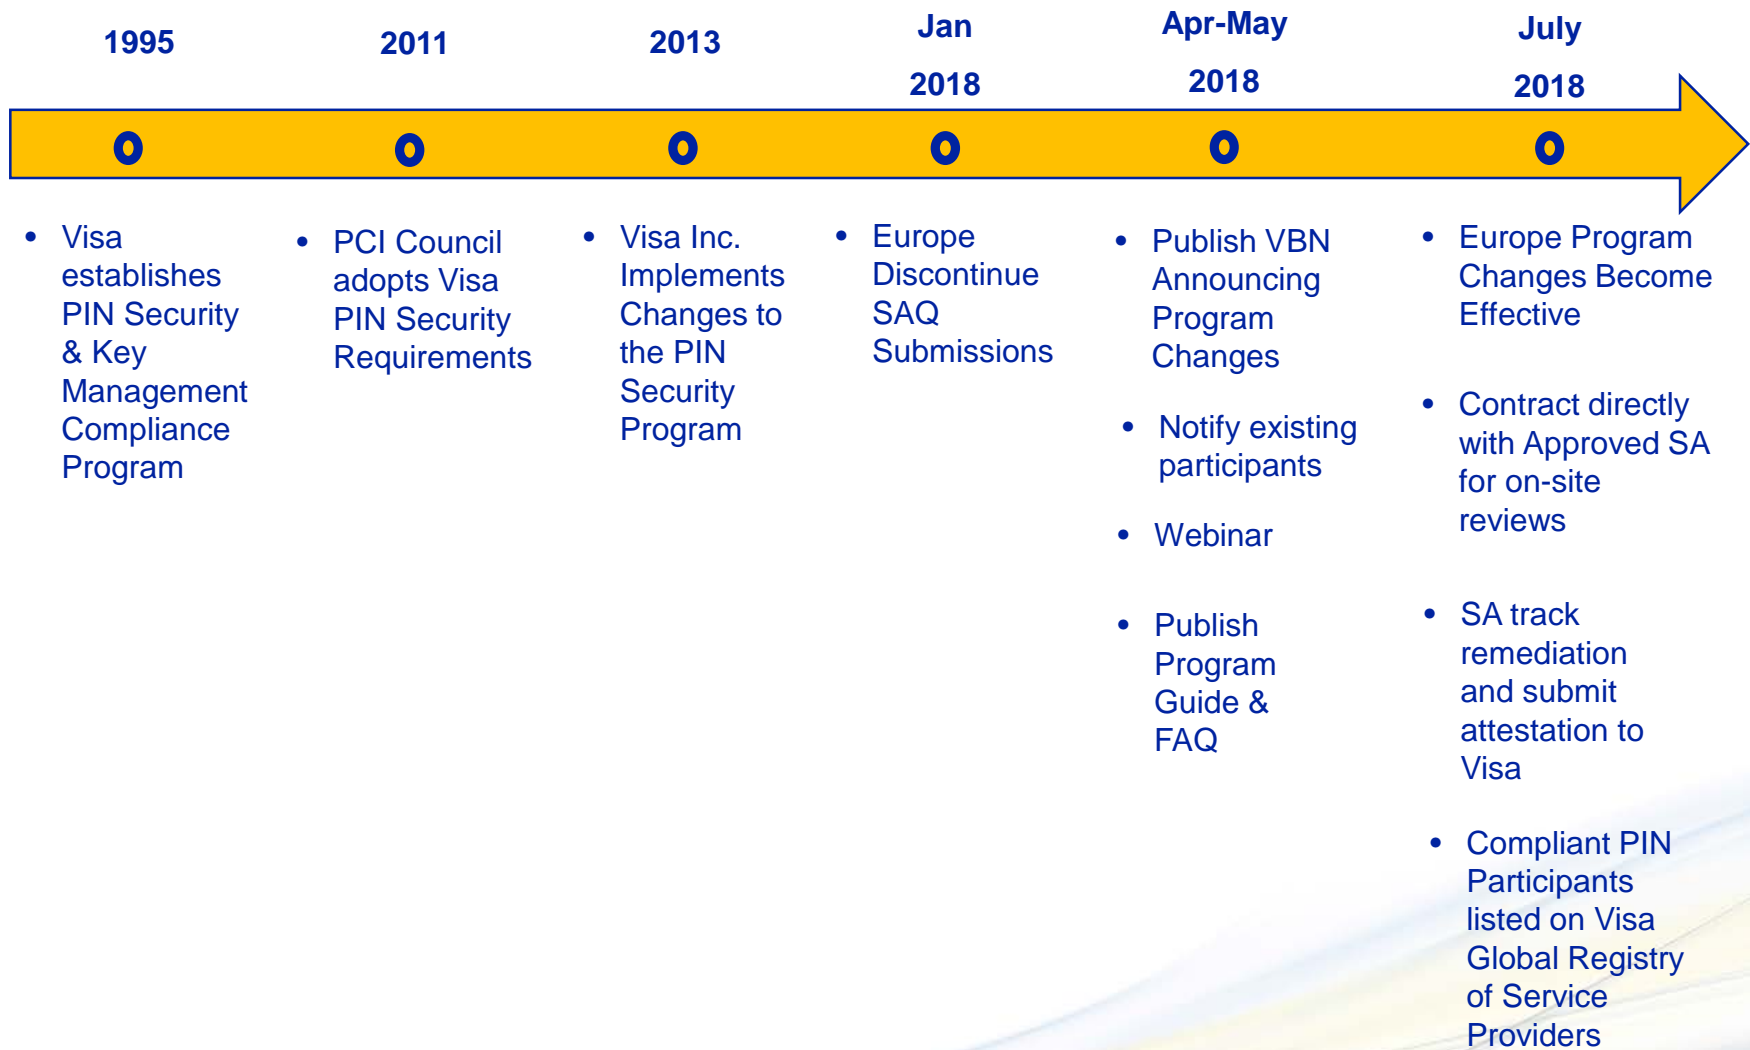 1995
2011
2013
Jan
2018
Apr-May
2018
July
2018
• Visa
establishes
PIN Security
& Key
Management
Compliance
Program
• PCI Council
adopts Visa
PIN Security
Requirements
• Visa Inc.
Implements
Changes to
the PIN
Security
Program
• Europe
Discontinue
SAQ
Submissions
• Publish VBN
Announcing
Program
Changes
• Notify existing
participants
• Webinar
• Publish
Program
Guide &
FAQ
• Europe Program
Changes Become
Effective
• Contract directly
with Approved SA
for on-site
reviews
• SA track
remediation
and submit
attestation to
Visa
• Compliant PIN
Participants
listed on Visa
Global Registry
of Service
Providers